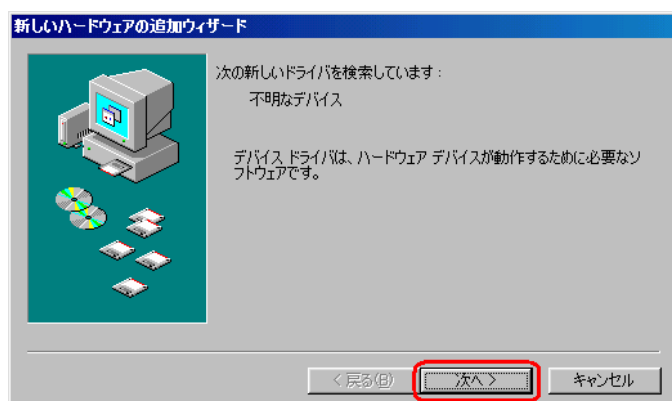 新しいハードウェアの追加ウィザード
次の新しいドライバを検索しています：
不明なデバイス
デバイス ドライバは、ハードウェア デバイスが動作するために必要なソ
フトウェアです。
< 戻る(B)
次へ >
キャンセル